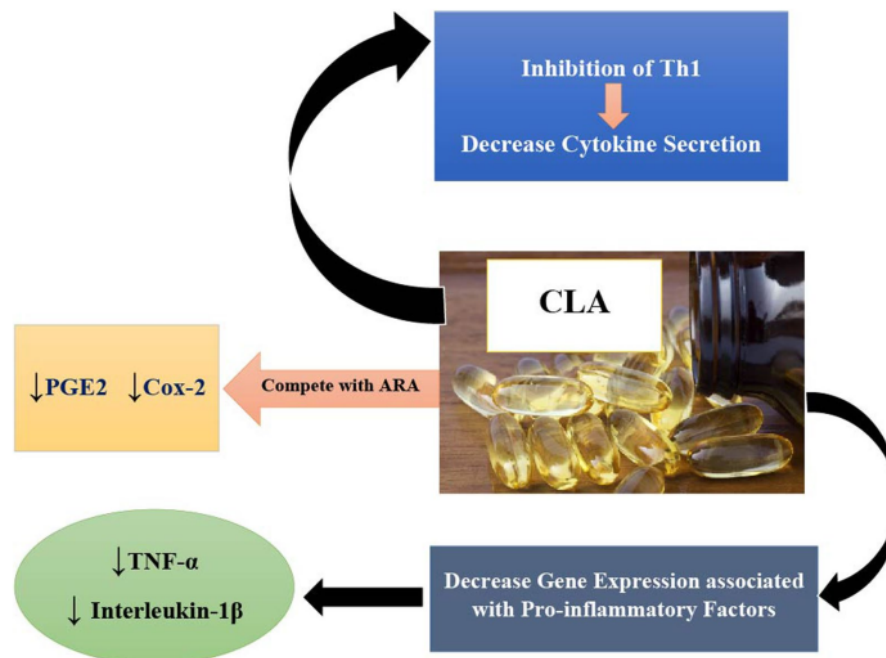 Inhibition of Th1
Decrease Cytokine Secretion
CLA
↓PGE2 ↓Cox-2
Compete with ARA
↓TNF-α
↓ Interleukin-1β
Decrease Gene Expression associated
with Pro-inflammatory Factors